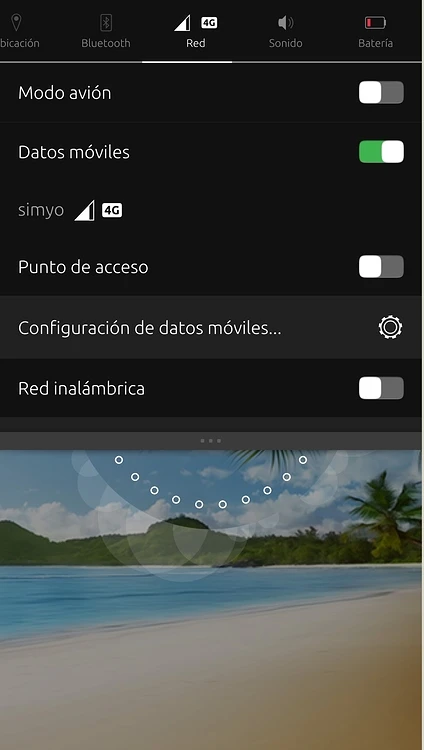 4G
bicación
Bluetooth
Red
Sonido
Batería
Modo avión
Datos móviles
simyo 4G
Punto de acceso
Configuración de datos móviles...
Red inalámbrica